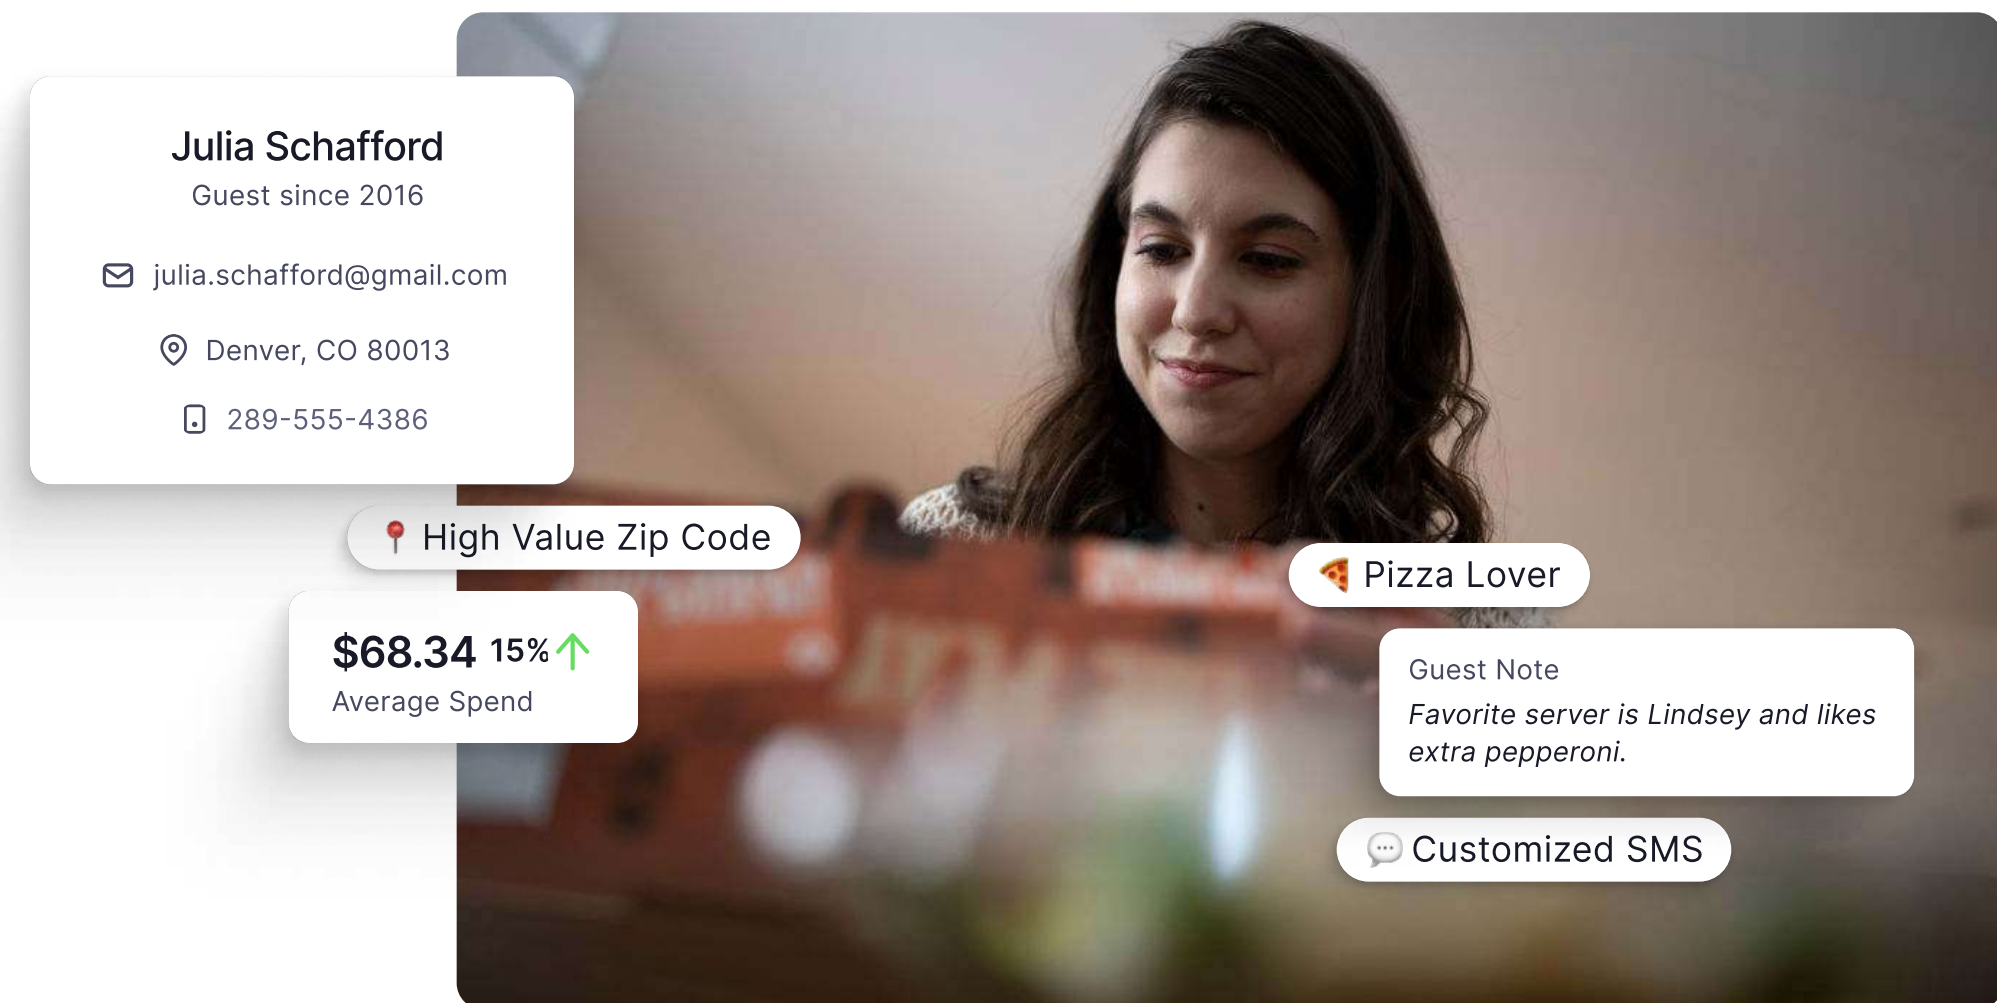 Julia Schafford
Guest since 2016
julia.schafford@gmail.com
Denver, CO 80013
289-555-4386
📍 High Value Zip Code
$68.34 15%↑
Average Spend
🍕 Pizza Lover
Guest Note
Favorite server is Lindsey and likes
extra pepperoni.
💬 Customized SMS